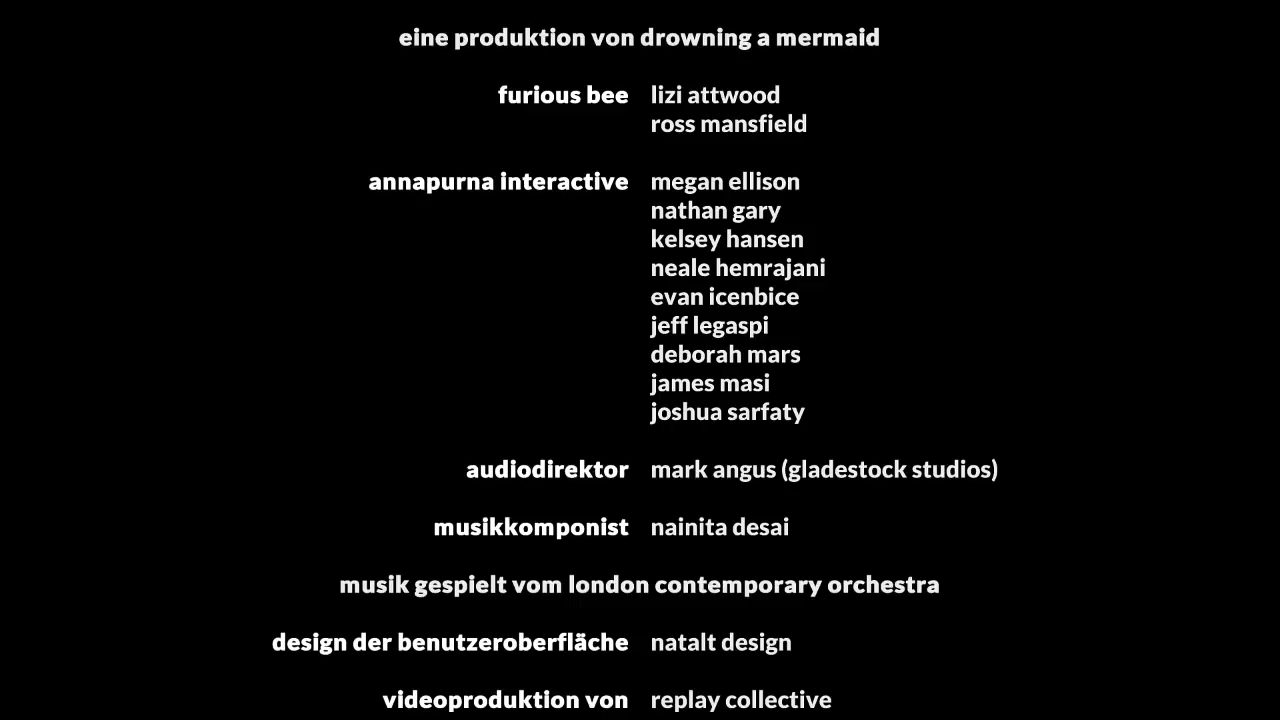 eine produktion von drowning a mermaid
furious bee lizi attwood
ross mansfield
annapurna interactive megan ellison
nathan gary
kelsey hansen
neale hemrajani
evan icenbice
jeff legaspi
deborah mars
james masi
joshua sarfaty
audiodirektor mark angus (gladestock studios)
musikkomponist nainita desai
musik gespielt vom london contemporary orchestra
design der benutzeroberfläche natalt design
videoproduktion von replay collective